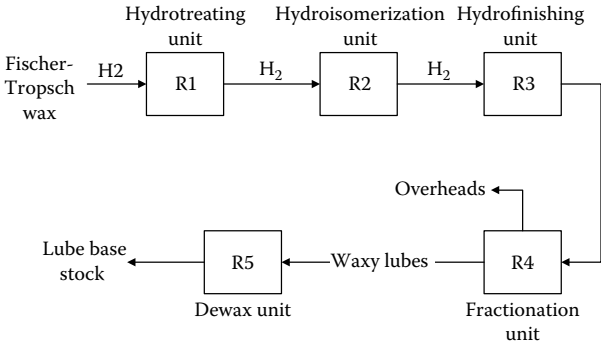 Hydrotreating
unit
Hydroisomerization
unit
Hydrofinishing
unit
Fischer-
Tropsch
wax
H2
R1
H₂
R2
H₂
R3
Overheads
Lube base
stock
R5
Waxy lubes
R4
Dewax unit
Fractionation
unit